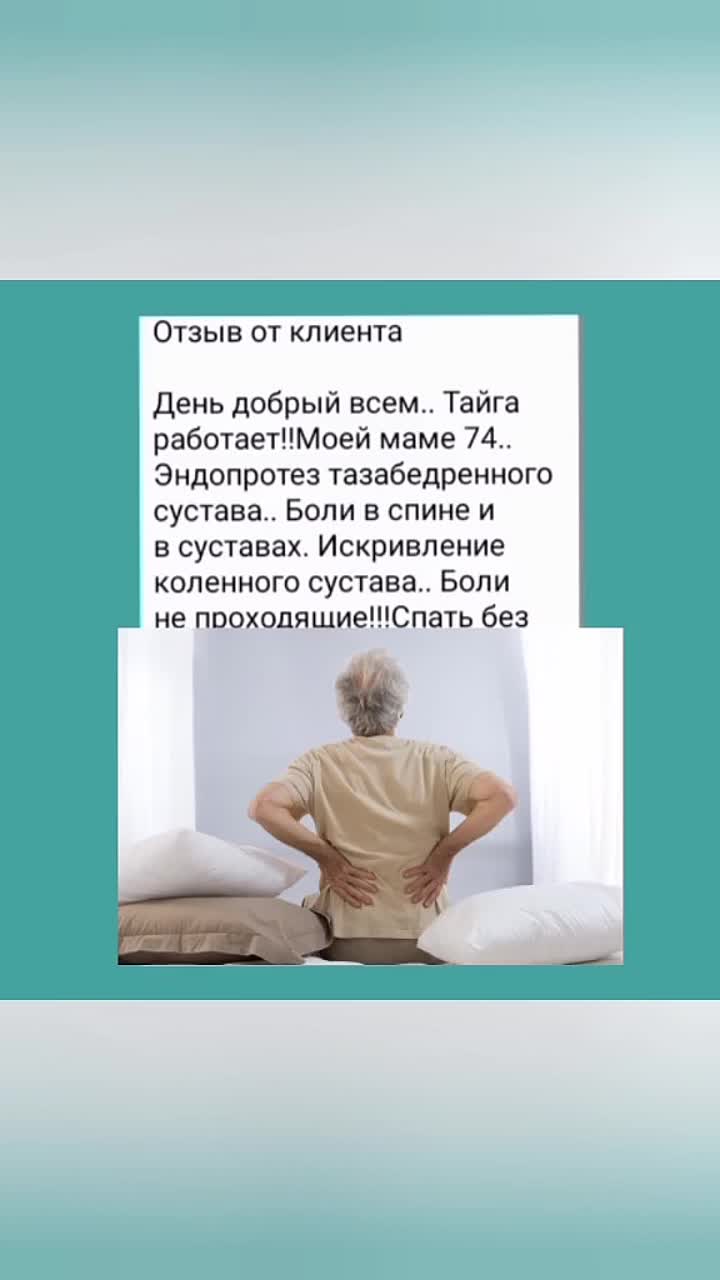 Отзыв от клиента
День добрый всем.. Тайга
работает!!Моей маме 74..
Эндопротез тазабедренного
сустава.. Боли в спине и
в суставах. Искривление
коленного сустава.. Боли
не проходящие!!!Спать без